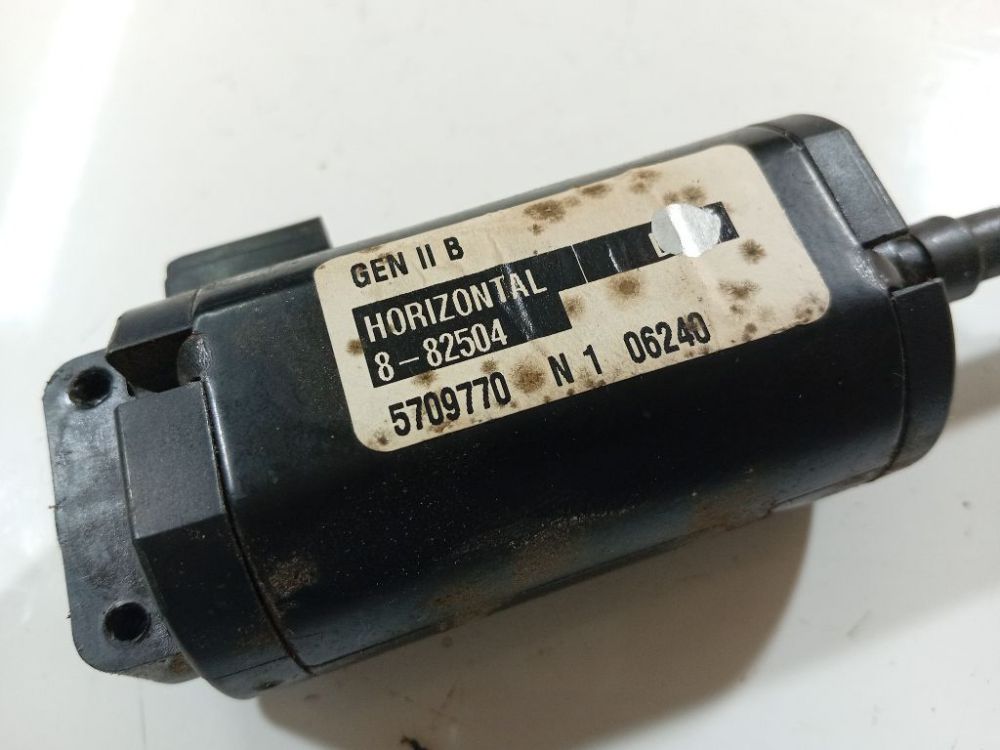 GEN II B
HORIZONTAL
8-82504
5709770 N 1 06240